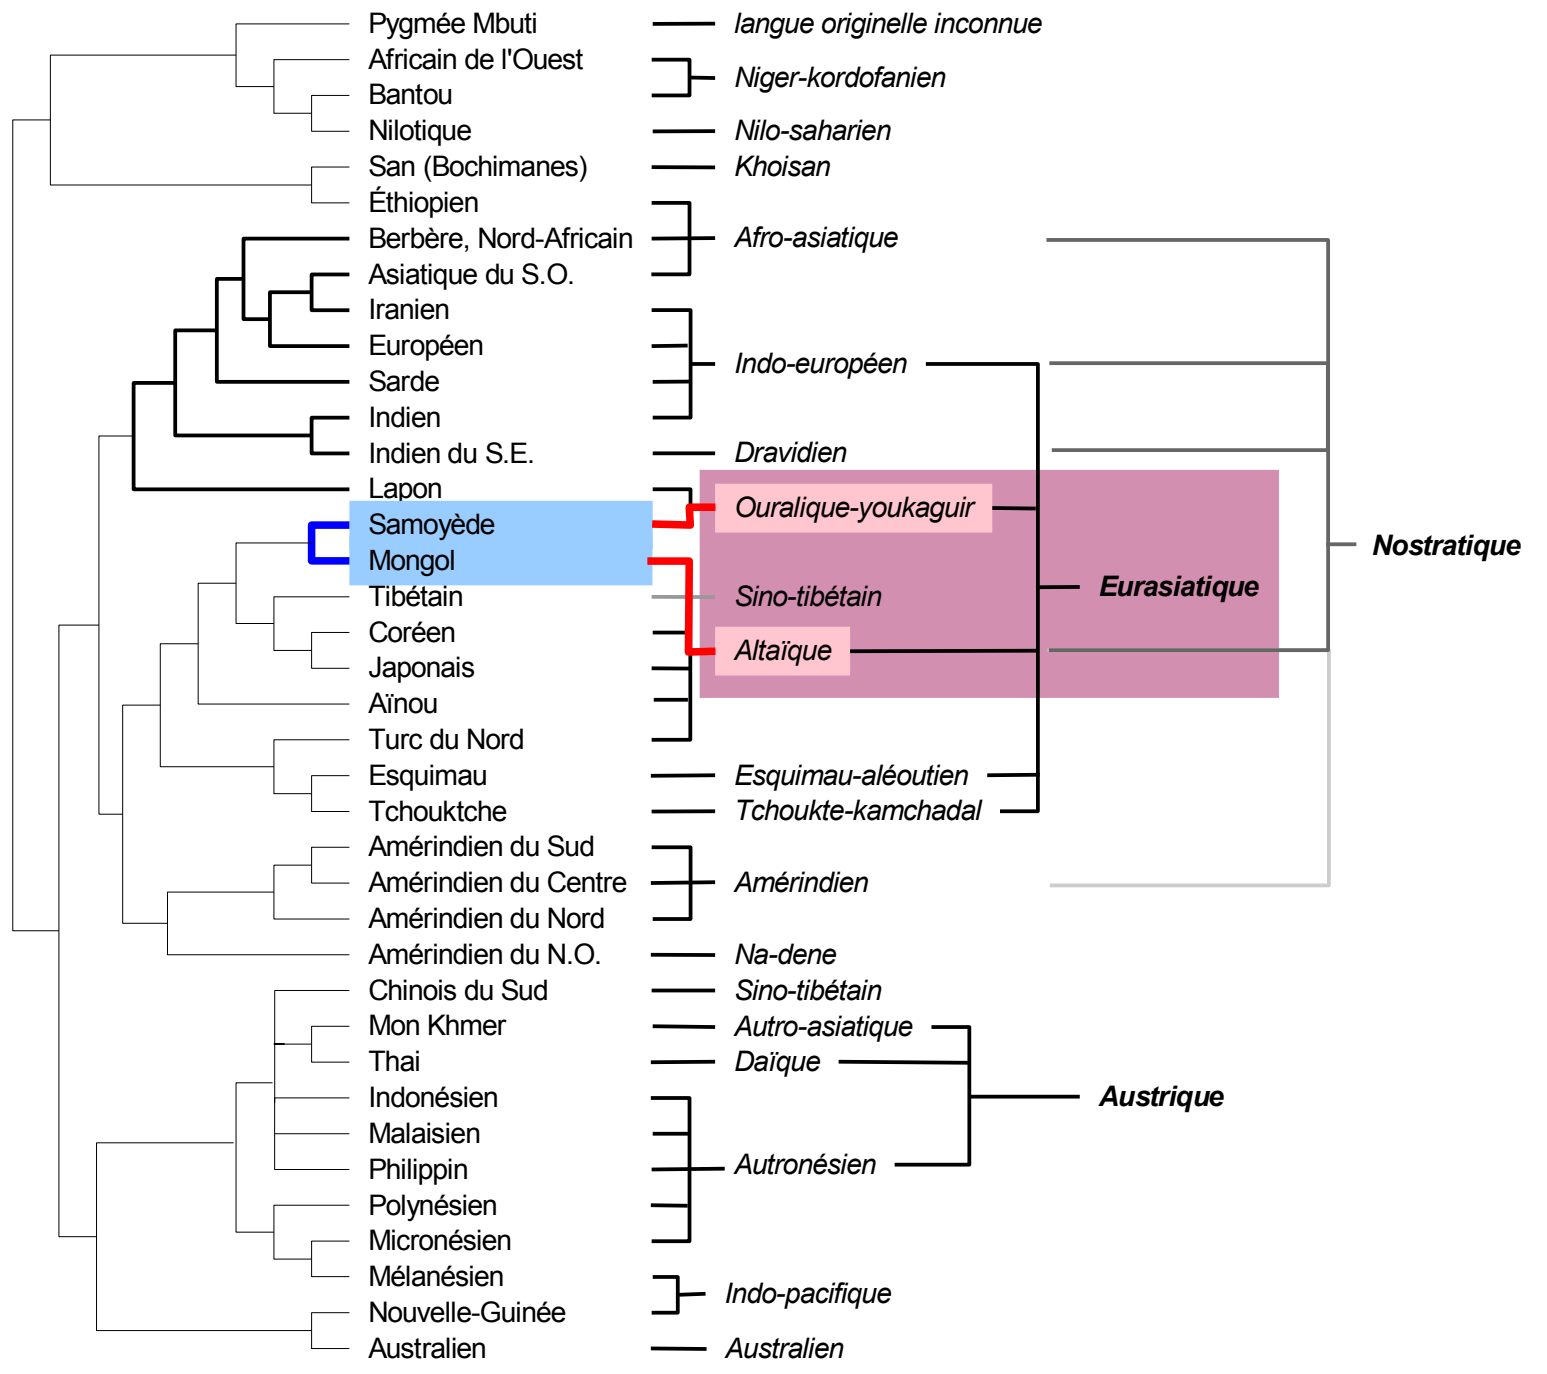 Pygmée Mbuti langue originelle inconnue
Africain de l'Ouest
Niger-kordofanien
Bantou
Nilotique Nilo-saharien
San (Bochimanes) Khoisan
Éthiopien
Berbère, Nord-Africain Afro-asiatique
Asiatique du S.O.
Iranien
Européen
Indo-européen
Sarde
Indien
Indien du S.E. Dravidien
Lapon
Ouralique-youkaguir
Samoyède
Nostratique
Mongol
Eurasiatique
Tibétain Sino-tibétain
Coréen
Altaïque
Japonais
Aïnou
Turc du Nord
Esquimau Esquimau-aléoutien
Tchouktche Tchoukte-kamchadal
Amérindien du Sud
Amérindien du Centre Amérindien
Amérindien du Nord
Amérindien du N.O. Na-dene
Chinois du Sud Sino-tibétain
Mon Khmer Autro-asiatique
Thai Daïque
Indonésien Austrique
Malaisien
Philippin Autronésien
Polynésien
Micronésien
Mélanésien
Indo-pacifique
Nouvelle-Guinée
Australien Australien